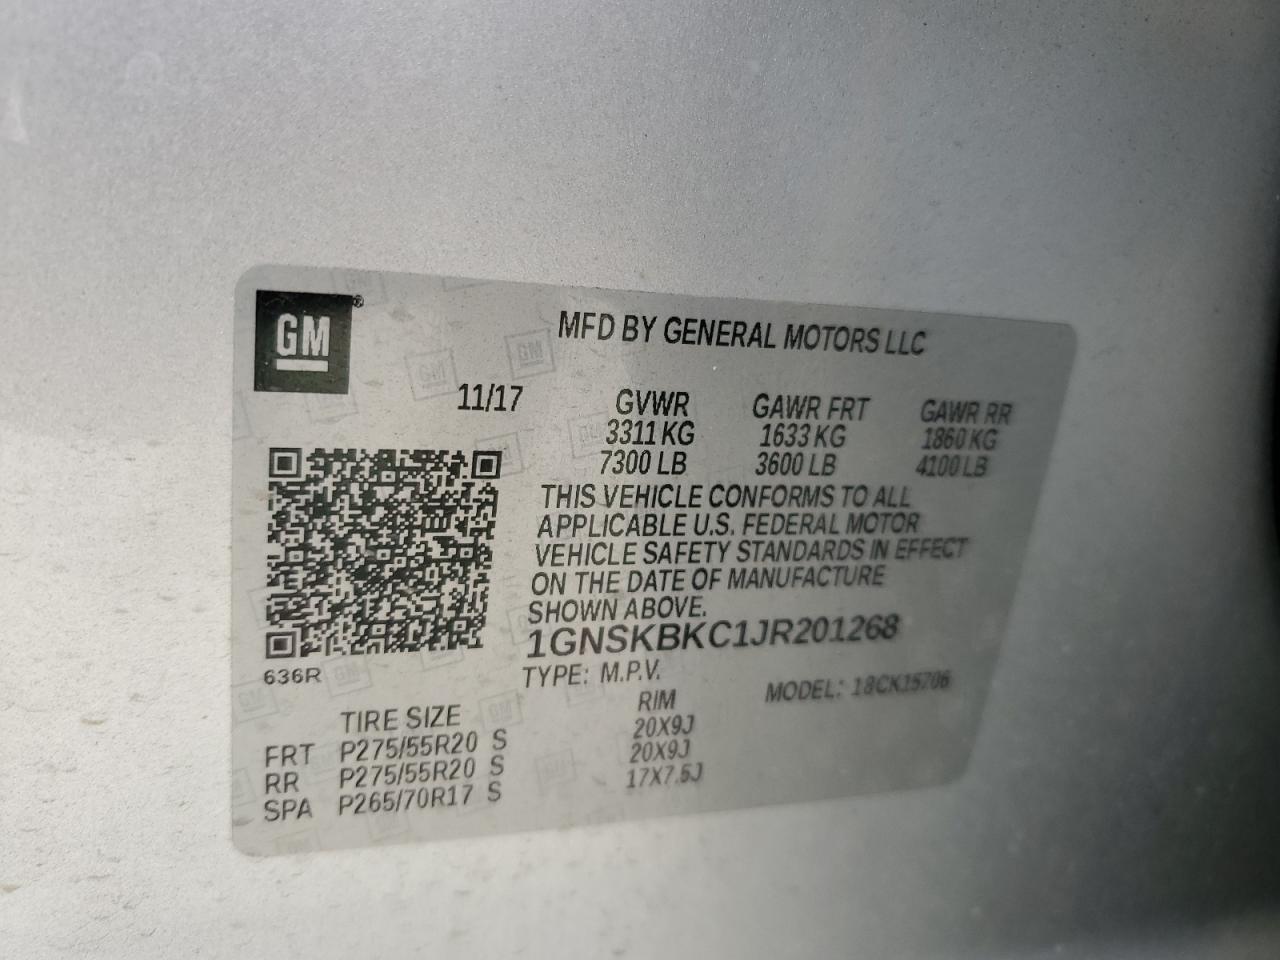 GM®
MFD BY GENERAL MOTORS LLC
11/17 GVWR GAWR FRT GAWR RR
3311 KG 1633 KG 1860 KG
7300 LB 3600 LB 4100 LB
THIS VEHICLE CONFORMS TO ALL
APPLICABLE U.S. FEDERAL MOTOR
VEHICLE SAFETY STANDARDS IN EFFECT
ON THE DATE OF MANUFACTURE
SHOWN ABOVE.
1GNSKBKC1JR201268
636R
TYPE: M.P.V. MODEL: 18CK15706
TIRE SIZE RIM
FRT P275/55R20 S 20X9J
RR P275/55R20 S 20X9J
SPA P265/70R17 S 17X7.5J